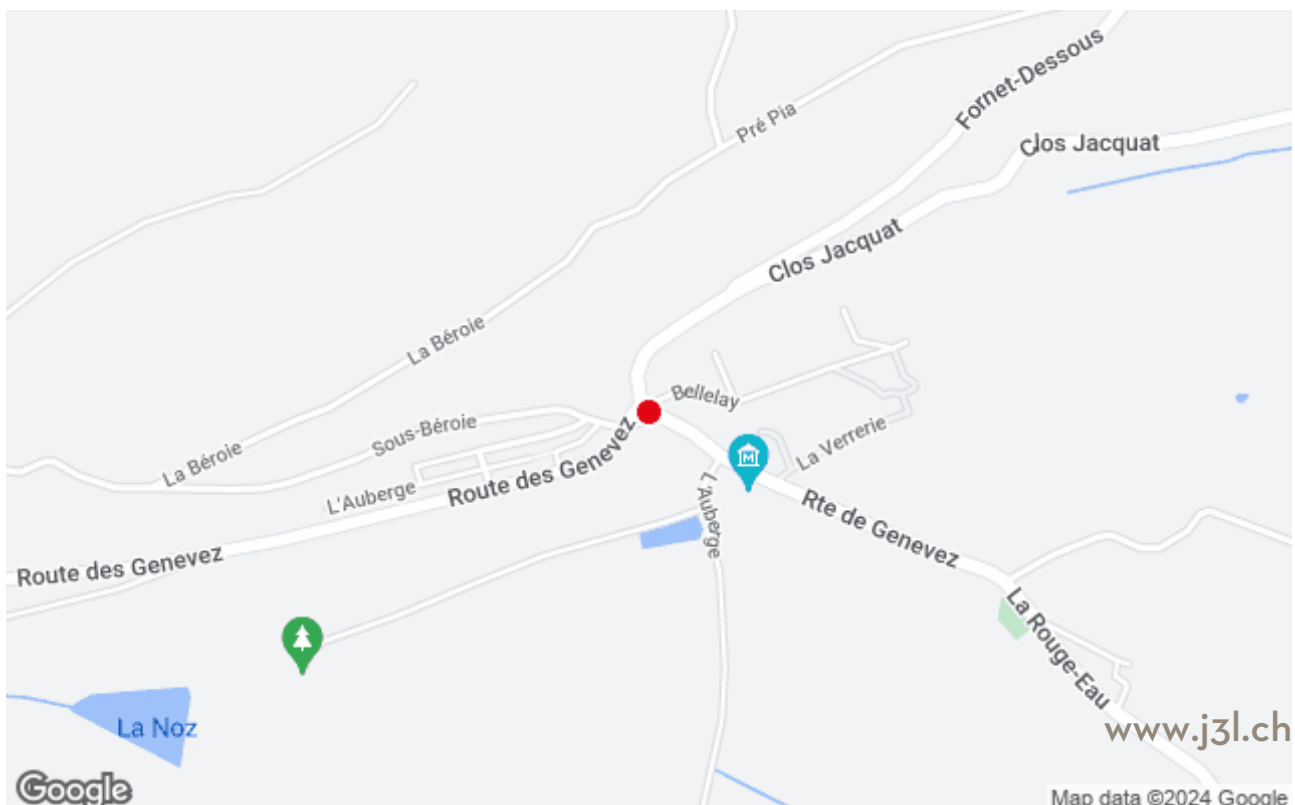 Fornet-Dessous
Pré Pia
Clos Jacquat
Clos Jacquat
La Béroie
Bellelay
Sous-Béroie
La Béroie
La Verrerie
L'Auberge
Route des Genevez
L'Auberge
Rte de Genevez
Route des Genevez
La Rouge-Eau
La Noz
www.j3l.ch
Google
Map data ©2024 Google
M